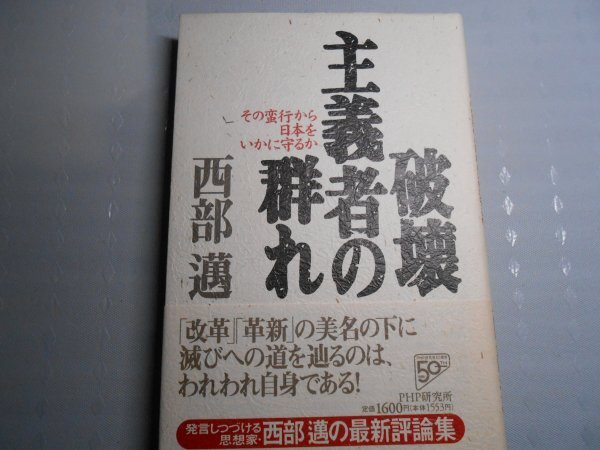 破壊
主義者の
群れ
その蛮行から
日本を
いかに守るか
西部 邁
「改革」「革新」の美名の下に
滅びへの道を辿るのは、
われわれ自身である!
50
PHP研究所
定価1600円(本体1553円)
発言しつづける
思想家・西部 邁の最新評論集